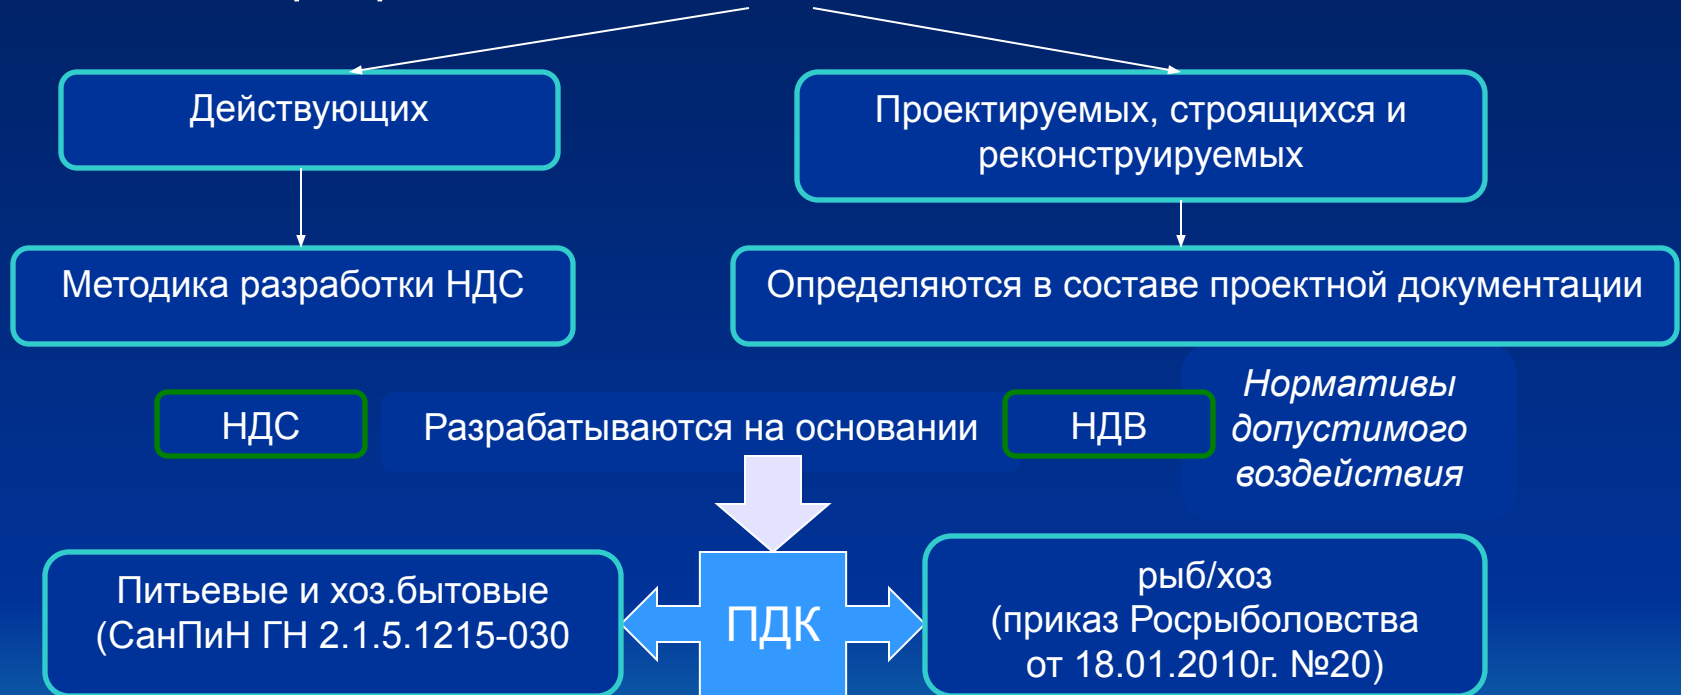 Действующих
Проектируемых, строящихся и
реконструируемых
Методика разработки НДС
Определяются в составе проектной документации
НДС
Разрабатываются на основании
НДВ
Нормативы
допустимого
воздействия
Питьевые и хоз.бытовые
(СанПиН ГН 2.1.5.1215-030
ПДК
рыб/хоз
(приказ Росрыболовства
от 18.01.2010г. №20)